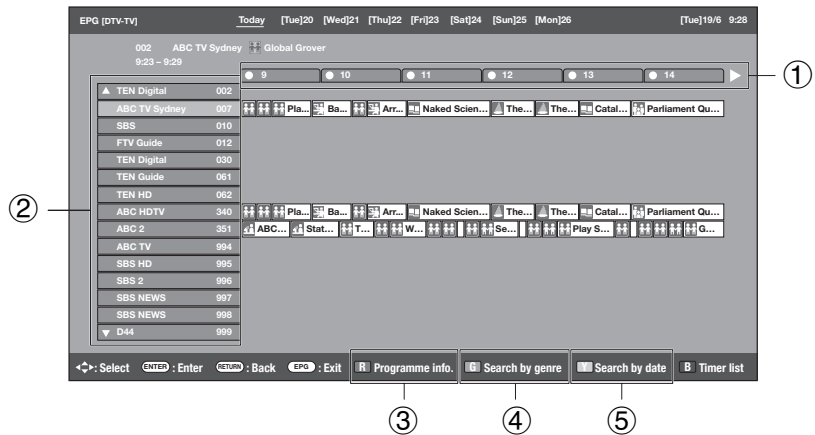 EPG [DTV-TV] Today [Tue]20 [Wed]21 [Thu]22 [Fri]23 [Sat]24 [Sun]25 [Mon]26 [Tue]19/6 9:28
002 ABC TV Sydney Global Grover
9:23 – 9:29
9 10 11 12 13 14
①
TEN Digital 002
ABC TV Sydney 007 Pla... Ba... Arr... Naked Scien... The... The... Catal... Parliament Qu...
SBS 010
FTV Guide 012
TEN Digital 030
TEN Guide 061
TEN HD 062
②
ABC HDTV 340 Pla... Ba... Arr... Naked Scien... The... The... Catal... Parliament Qu...
ABC 2 351 ABC... Stat... T... W... Se... Play S... G...
ABC TV 994
SBS HD 995
SBS 2 996
SBS NEWS 997
SBS NEWS 998
D44 999
: Select ENTER : Enter RETURN : Back EPG : Exit R Programme info. G Search by genre Y Search by date B Timer list
③ ④ ⑤